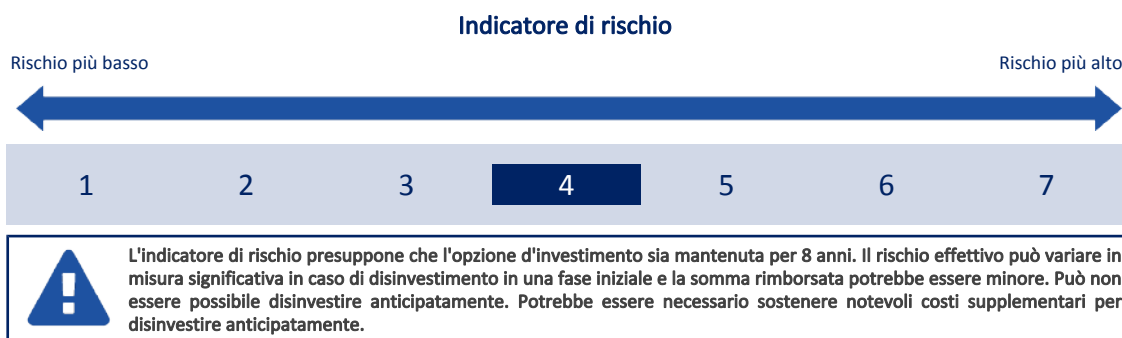 Indicatore di rischio
Rischio più basso
Rischio più alto
1 2 3 4 5 6 7
L'indicatore di rischio presuppone che l'opzione d'investimento sia mantenuta per 8 anni. Il rischio effettivo può variare in
misura significativa in caso di disinvestimento in una fase iniziale e la somma rimborsata potrebbe essere minore. Può non
essere possibile disinvestire anticipatamente. Potrebbe essere necessario sostenere notevoli costi supplementari per
disinvestire anticipatamente.